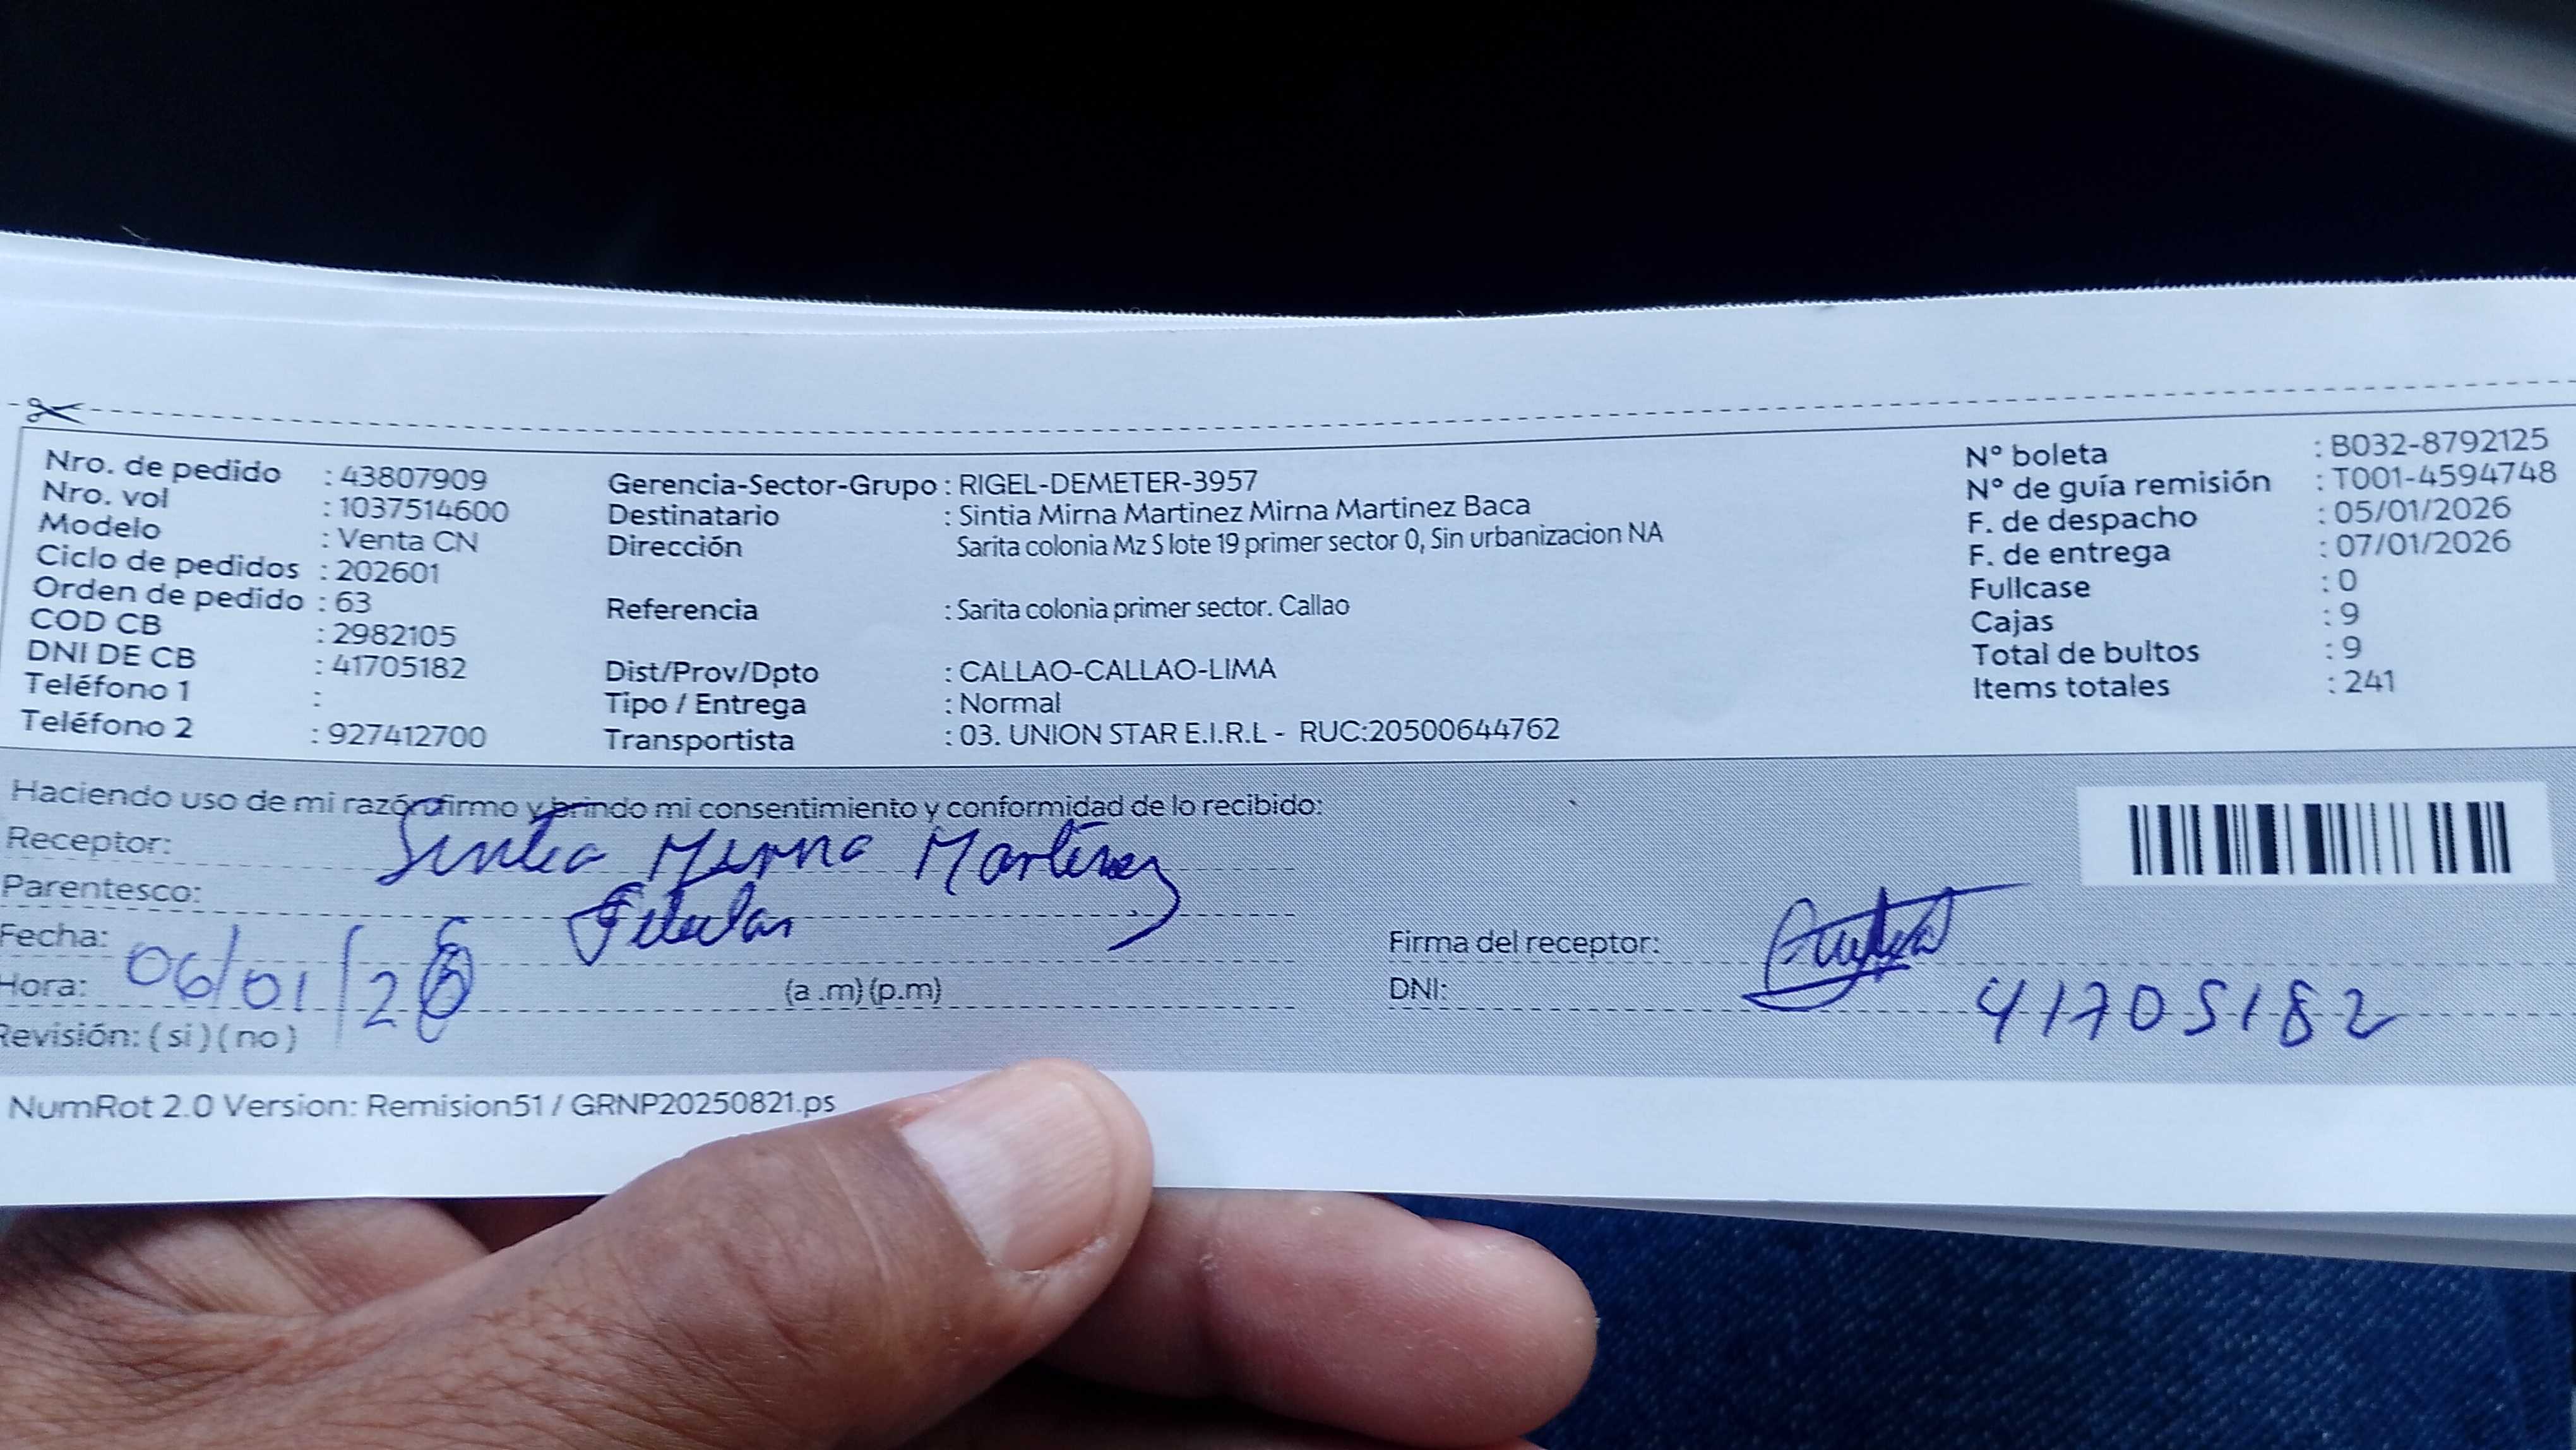 Nro. de pedido : 43807909
Nro. vol : 1037514600
Modelo : Venta CN
Ciclo de pedidos : 202601
Orden de pedido : 63
COD CB : 2982105
DNI DE CB : 41705182
Teléfono 1 :
Teléfono 2 : 927412700
Gerencia-Sector-Grupo : RIGEL-DEMETER-3957
Destinatario : Sintia Mirna Martinez Mirna Martinez Baca
Dirección Sarita colonia Mz S lote 19 primer sector 0, Sin urbanizacion NA
Referencia : Sarita colonia primer sector. Callao
Dist/Prov/Dpto : CALLAO-CALLAO-LIMA
Tipo / Entrega : Normal
Transportista : 03. UNION STAR E.I.R.L - RUC:20500644762
N° boleta : B032-8792125
N° de guía remisión : T001-4594748
F. de despacho : 05/01/2026
F. de entrega : 07/01/2026
Fullcase : 0
Cajas : 9
Total de bultos : 9
Items totales : 241
Haciendo uso de mi razón firmo y brindo mi consentimiento y conformidad de lo recibido:
Receptor: Sintia Mirna Martinez
Parentesco: Titular
Fecha: 06/01/26
Hora: (a .m) (p.m)
Revisión: ( si ) ( no )
Firma del receptor:
DNI: 41705182
NumRot 2.0 Version: Remision51 / GRNP20250821.ps